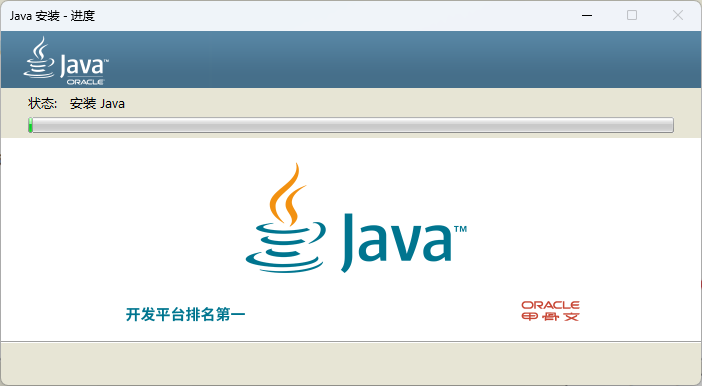 Java 安装 - 进度
Java
ORACLE
状态: 安装 Java
Java™
开发平台排名第一
ORACLE
甲骨文